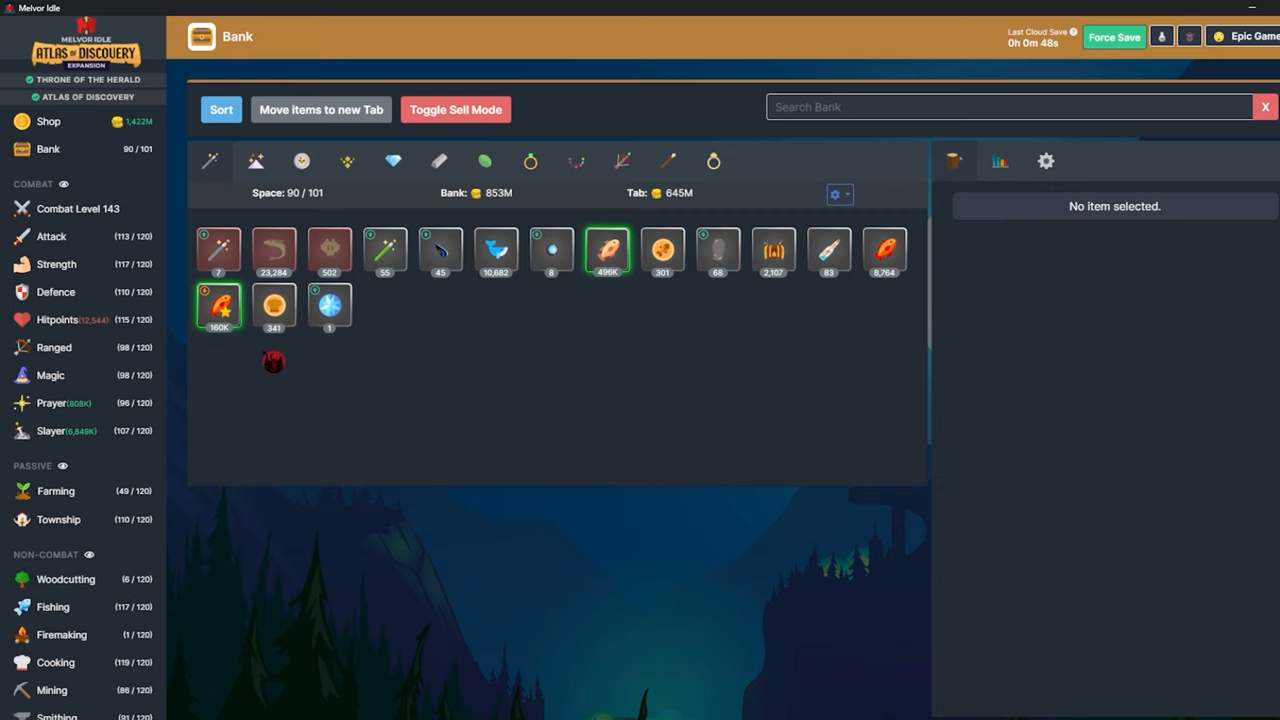 Melvor Idle
MELVOR IDLE
ATLAS OF DISCOVERY
EXPANSION
THRONE OF THE HERALD
ATLAS OF DISCOVERY
Shop 1,422M
Bank 90 / 101
COMBAT
Combat Level 143
Attack (113 / 120)
Strength (117 / 120)
Defence (110 / 120)
Hitpoints(12,544) (115 / 120)
Ranged (98 / 120)
Magic (98 / 120)
Prayer(808K) (96 / 120)
Slayer(6,849K) (107 / 120)
PASSIVE
Farming (49 / 120)
Township (110 / 120)
NON-COMBAT
Woodcutting (6 / 120)
Fishing (117 / 120)
Firemaking (1 / 120)
Cooking (119 / 120)
Mining (86 / 120)
Smithing (91 / 120)
Bank
Last Cloud Save
0h 0m 48s
Force Save
Epic Game
Sort
Move items to new Tab
Toggle Sell Mode
Search Bank
X
Space: 90 / 101
Bank: 853M
Tab: 645M
7 23,284 502 55 45 10,682 8 496K 301 68 2,107 83 8,764
160K 341 1
No item selected.